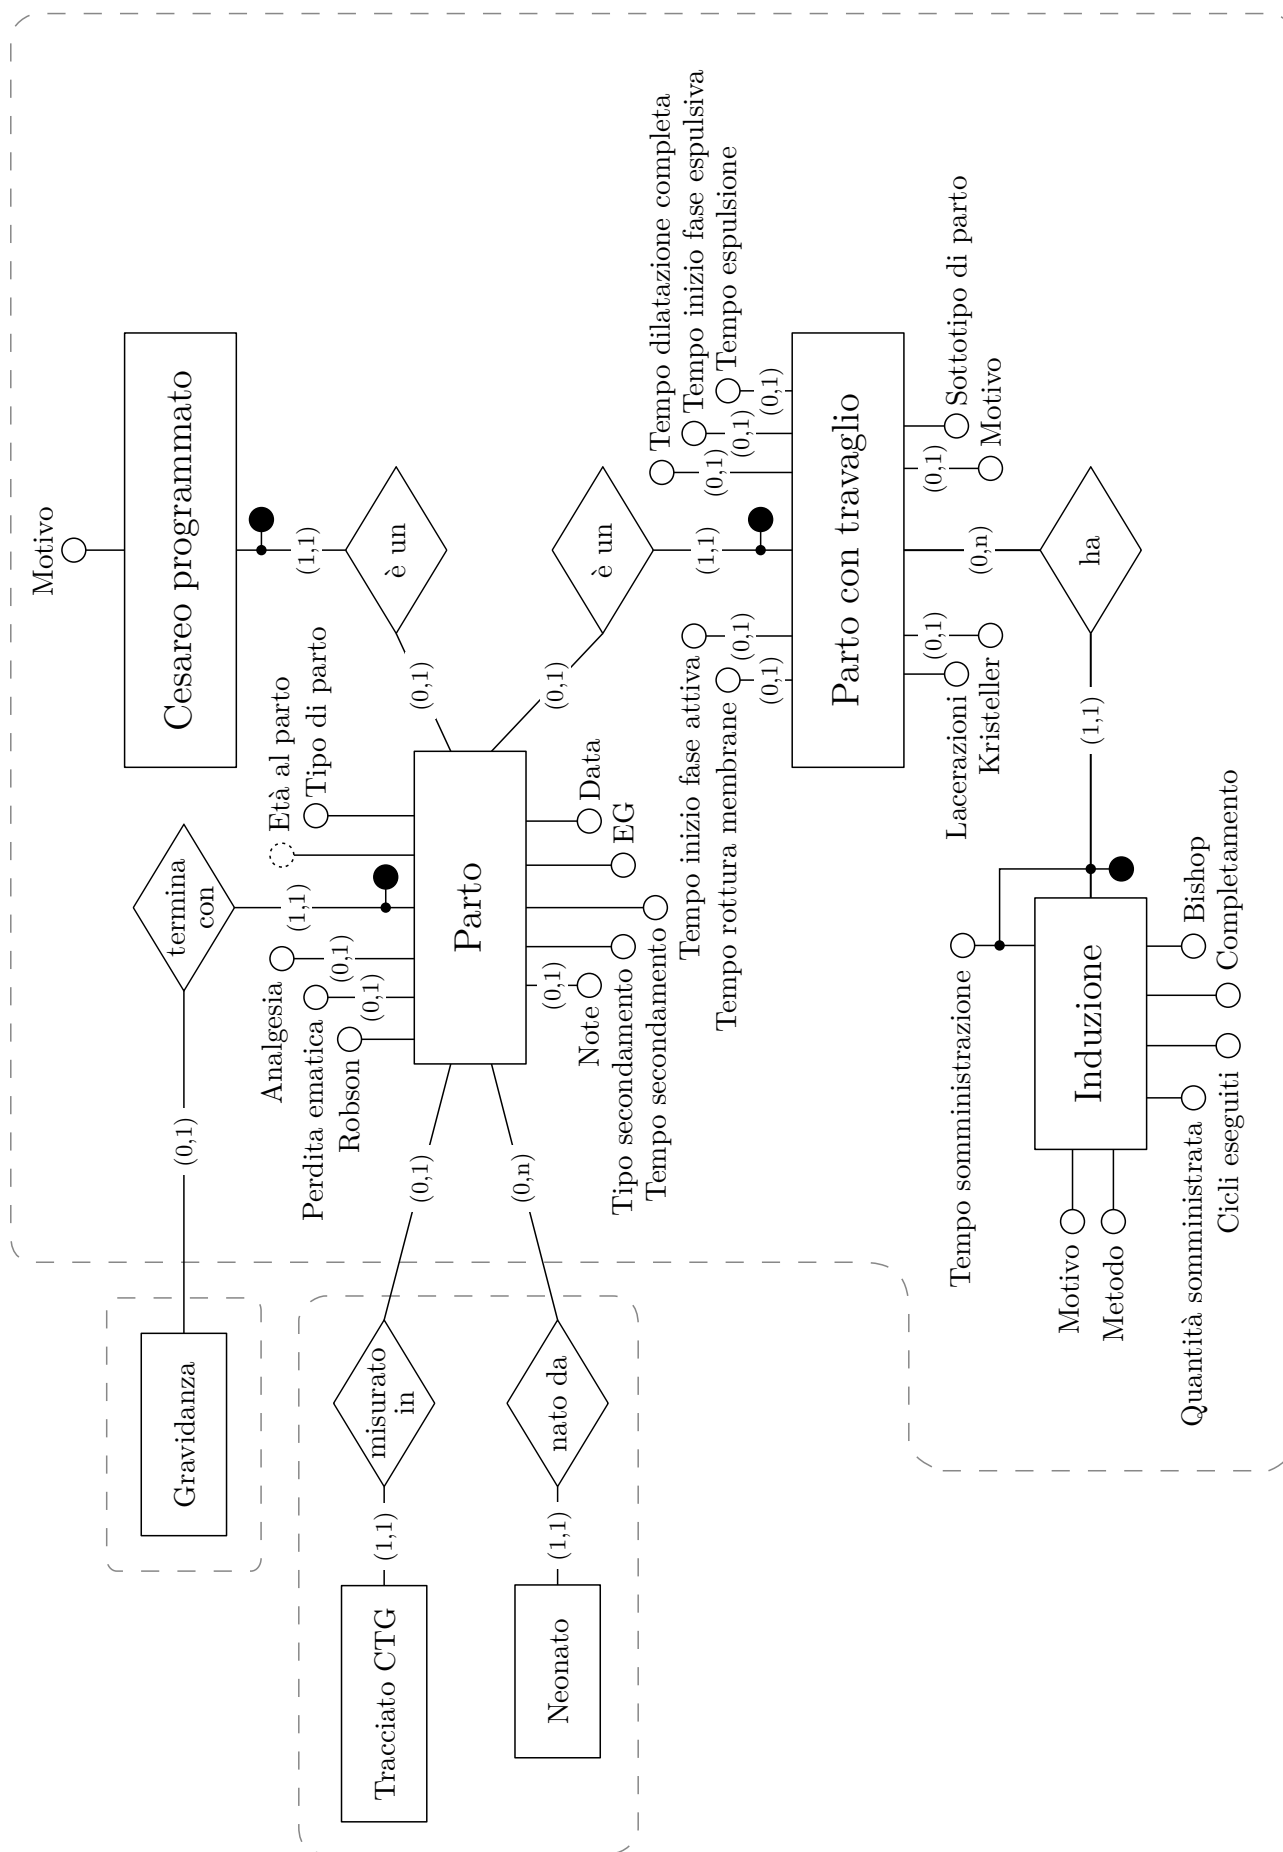 Motivo
Cesareo programmato
(1,1)
è un
(0,1)
Età al parto
Tipo di parto
termina
con
(1,1)
(0,1)
Gravidanza
Analgesia
(0,1)
Perdita ematica
(0,1)
Robson
Parto
Data
EG
Tempo secondamento
Tipo secondamento
Note
(0,1)
(0,1)
misurato
in
(1,1)
Tracciato CTG
(0,n)
nato da
(1,1)
Neonato
(0,1)
è un
(1,1)
Tempo dilatazione completa
(0,1)
Tempo inizio fase espulsiva
(0,1)
Tempo espulsione
(0,1)
Tempo inizio fase attiva
(0,1)
Tempo rottura membrane
(0,1)
Parto con travaglio
Sottotipo di parto
Motivo
(0,1)
Lacerazioni
Kristeller
(0,1)
(0,n)
ha
(1,1)
Tempo somministrazione
Induzione
Motivo
Metodo
Bishop
Completamento
Quantità somministrata
Cicli eseguiti